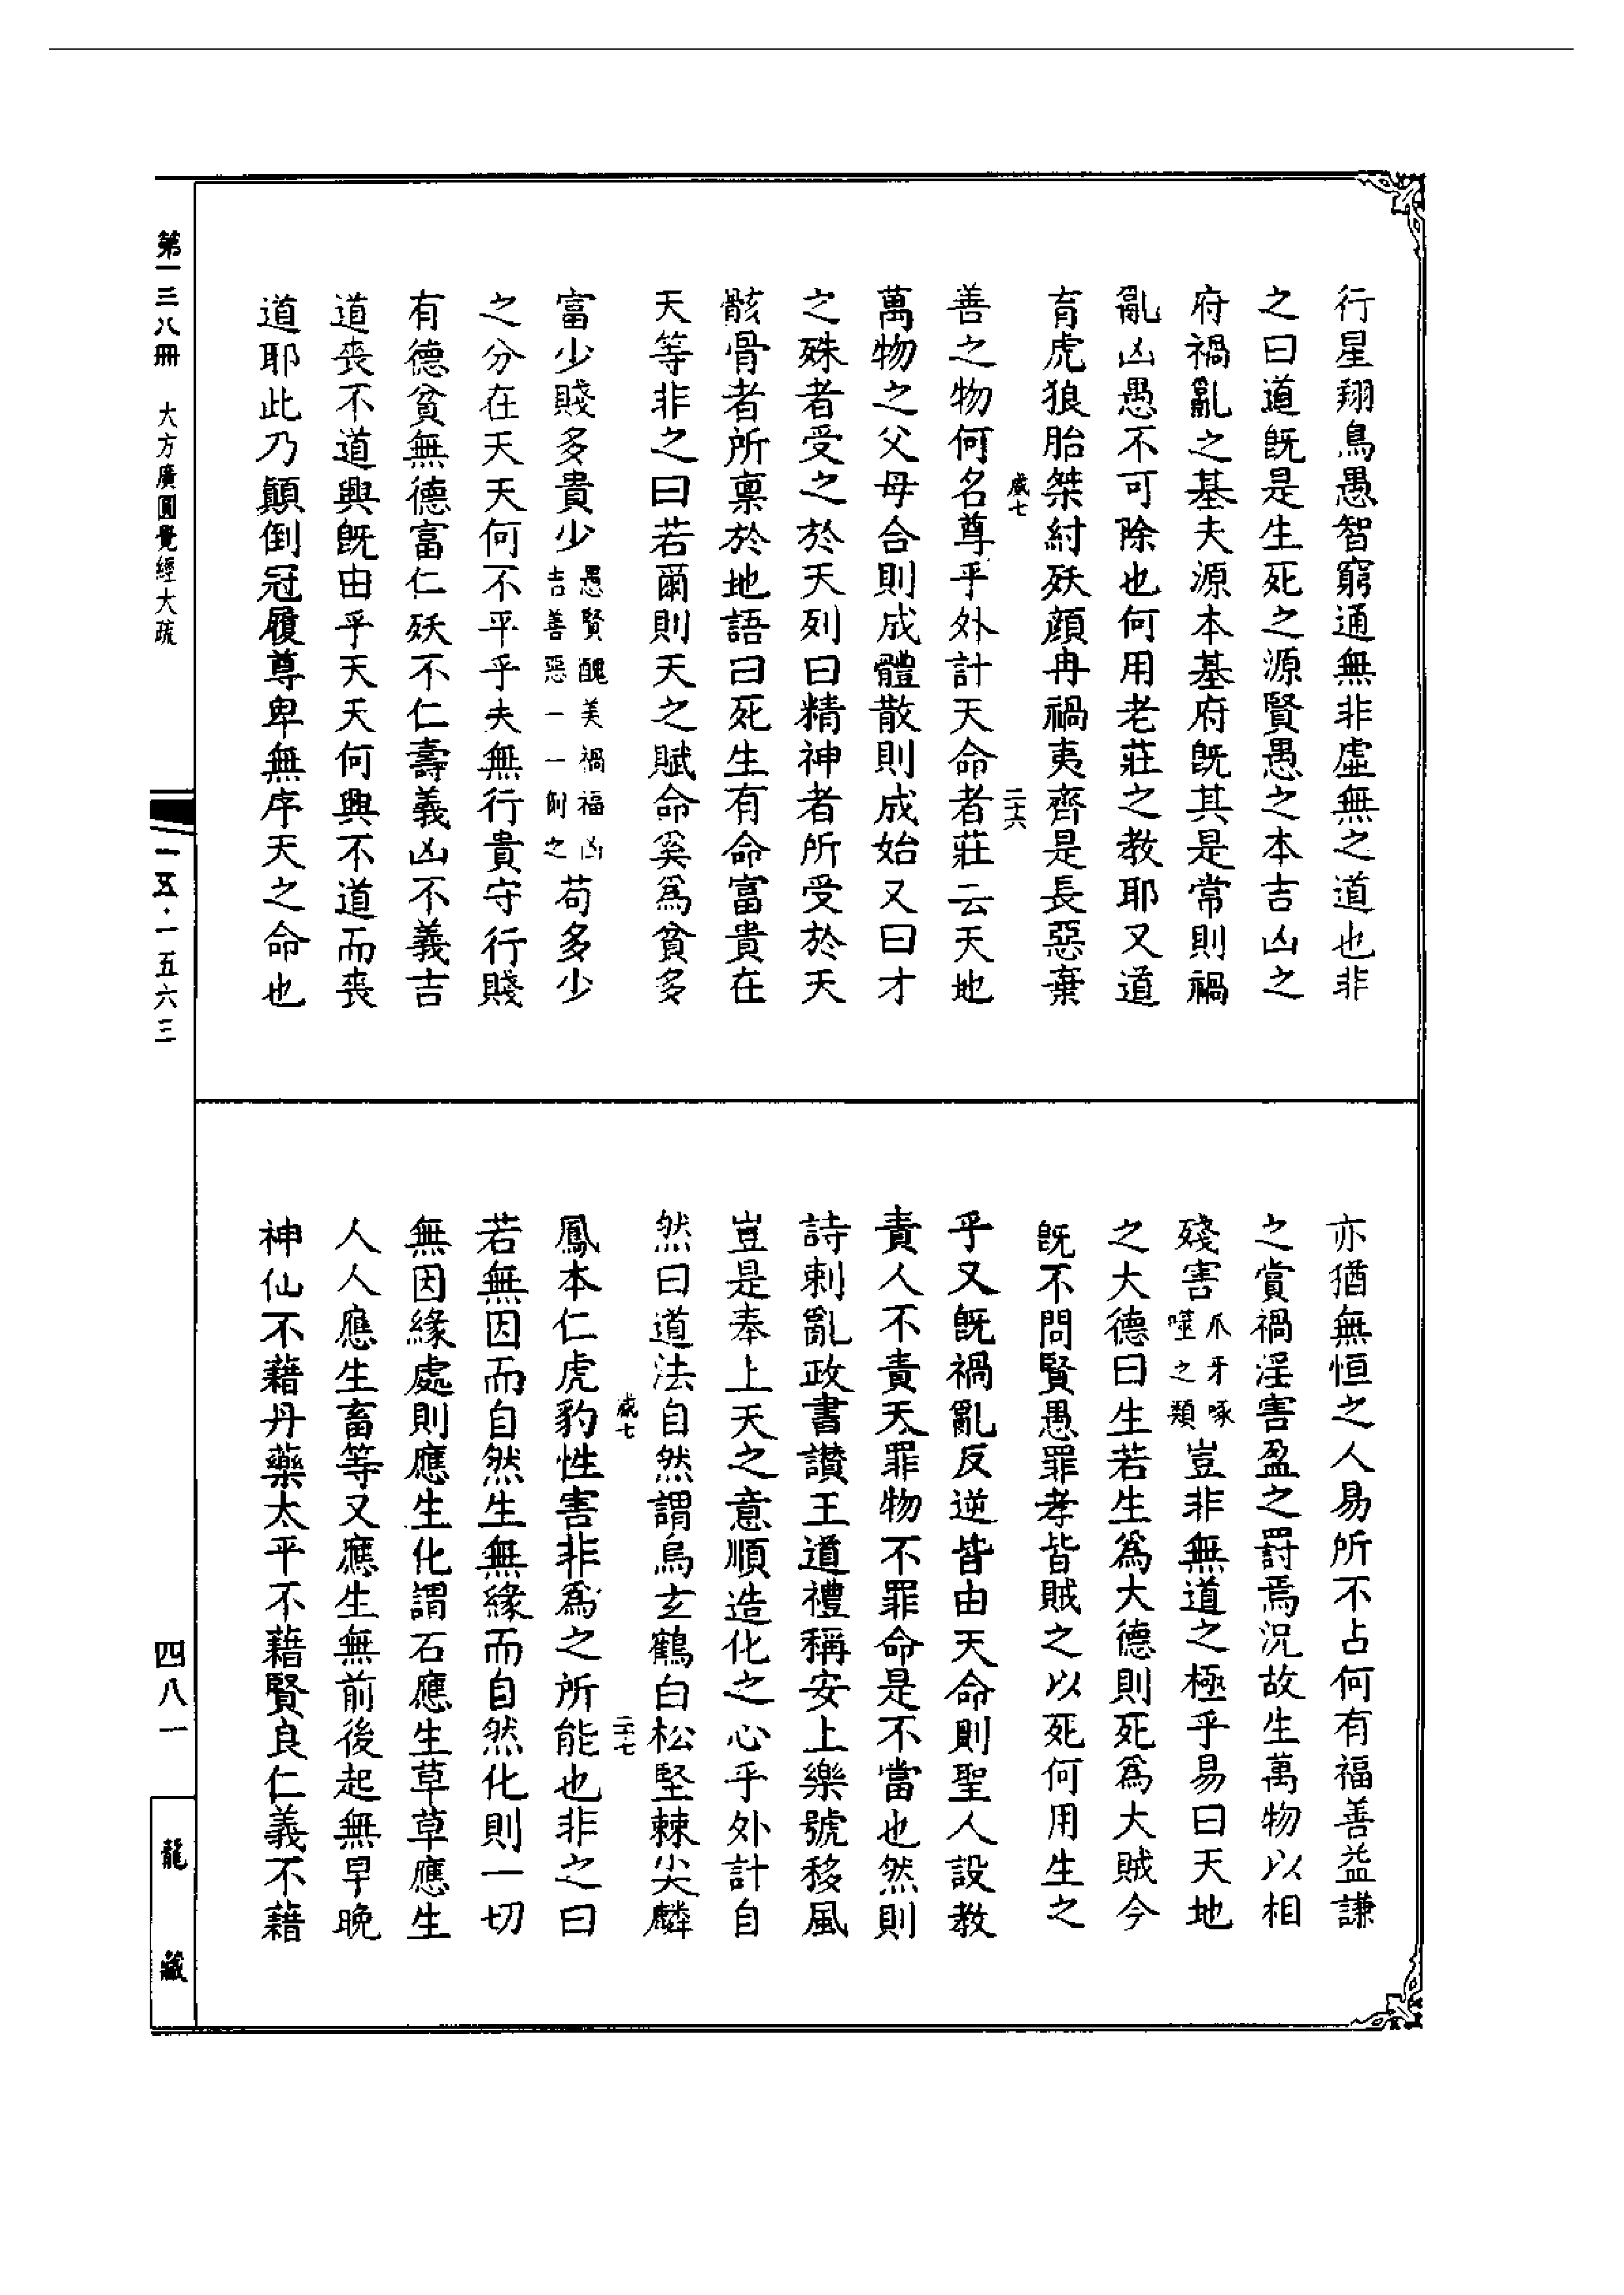 行星翔鳥愚智窮通無非虛無之道也非
之曰道旣是生死之源賢愚之本吉凶之
府禍亂之基夫源本基府旣其是常則禍
亂凶愚不可除也何用老莊之教耶又道
育虎狼胎桀紂殀顔冉禍夷齊是長惡棄
感七 二十六
善之物何名尊乎外計天命者莊云天地
萬物之父母合則成體散則成始又曰才
之殊者受之於天列曰精神者所受於天
骸骨者所稟於地語曰死生有命富貴在
天等非之曰若爾則天之賦命奚爲貧多
富少賤多貴少愚賢醜美禍福凶吉善惡一一例之苟多少
之分在天天何不平乎夫無行貴守行賤
有德貧無德富仁殀不仁壽義凶不義吉
道喪不道興旣由乎天天何興不道而喪
道耶此乃顛倒冠履尊卑無序天之命也
亦猶無恒之人易所不占何有福善益謙
之賞禍淫害盈之罸焉況故生萬物以相
殘害爪牙啄噬之類豈非無道之極乎易曰天地
之大德曰生若生爲大德則死爲大賊今
旣不問賢愚罪孝皆賊之以死何用生之
乎又旣禍亂反逆皆由天命則聖人設教
責人不責天罪物不罪命是不當也然則
詩刺亂政書讚王道禮稱安上樂號移風
豈是奉上天之意順造化之心乎外計自
然曰道法自然謂烏玄鶴白松堅棘尖麟
感七 二十七
鳳本仁虎豹性害非爲之所能也非之曰
若無因而自然生無緣而自然化則一切
無因緣處則應生化謂石應生草草應生
人人應生畜等又應生無前後起無早晚
神仙不藉丹藥太平不藉賢良仁義不藉
第一三八冊 大方廣圓覺經大疏
一五·一五六三
四八一
龍藏